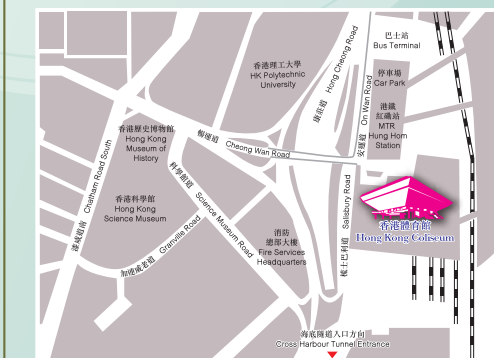 巴士站
Bus Terminal
香港理工大學
HK Polytechnic
University
康莊道 Hong Cheong Road
停車場
Car Park
安運道 On Wan Road
港鐵
紅磡站
MTR
Hung Hom
Station
香港歷史博物館
Hong Kong
Museum of
History
暢運道 Cheong Wan Road
漆咸道南 Chatham Road South
科學館道 Science Museum Road
香港科學館
Hong Kong
Science Museum
加連威老道 Granville Road
消防
總部大樓
Fire Services
Headquarters
梳士巴利道 Salisbury Road
香港體育館
Hong Kong Coliseum
海底隧道入口方向
Cross Harbour Tunnel Entrance